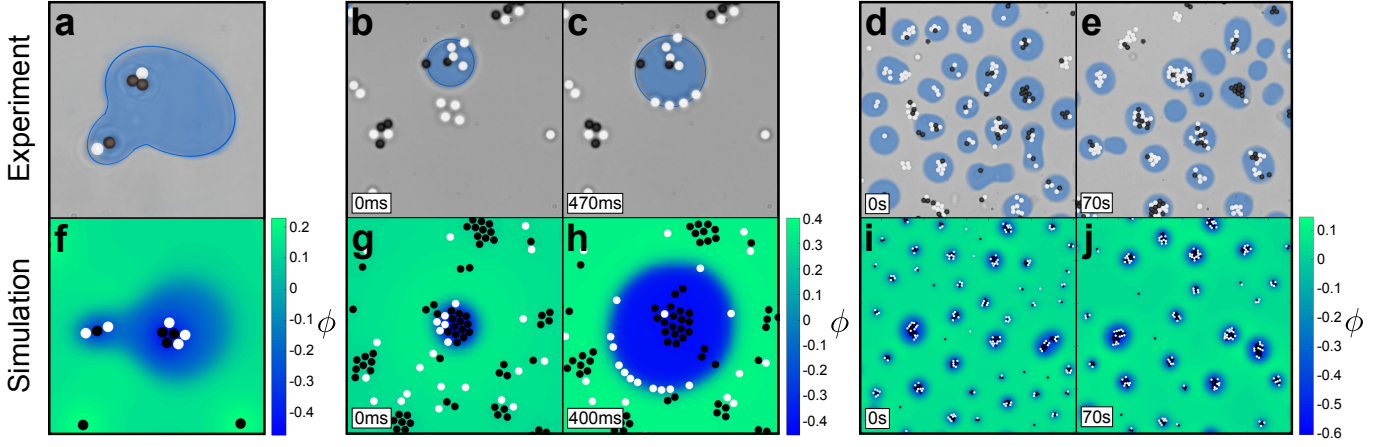 Experiment
a
b
c
d
e
0ms
470ms
0s
70s
Simulation
f
g
h
i
j
0ms
400ms
0s
70s
0.2
0.1
0
-0.1
-0.2
-0.3
-0.4
ϕ
0.4
0.3
0.2
0.1
0
-0.1
-0.2
-0.3
-0.4
ϕ
0.1
0
-0.1
-0.2
-0.3
-0.4
-0.5
-0.6
ϕ